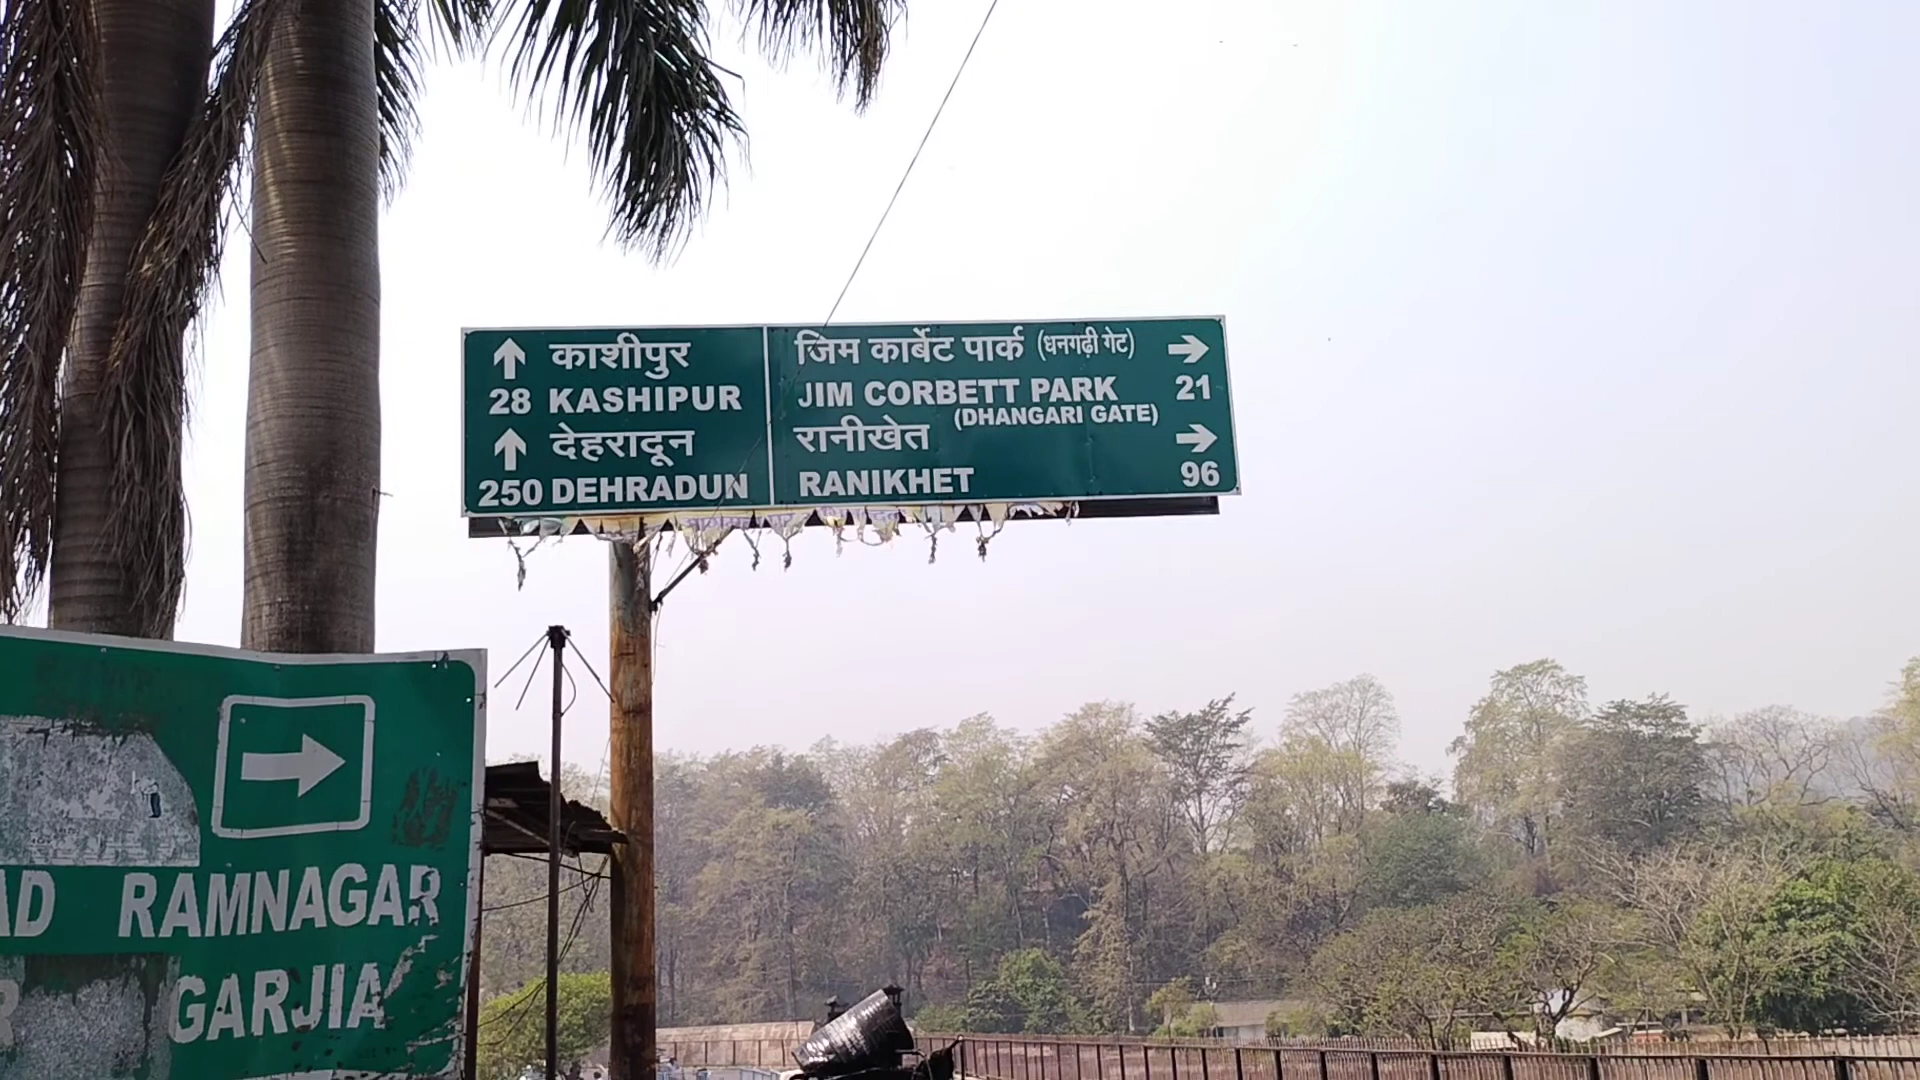 काशीपुर
28 KASHIPUR
देहरादून
250 DEHRADUN
जिम कार्बेट पार्क (धनगढ़ी गेट)
JIM CORBETT PARK 21
(DHANGARI GATE)
रानीखेत
RANIKHET 96
AD RAMNAGAR
R GARJIA